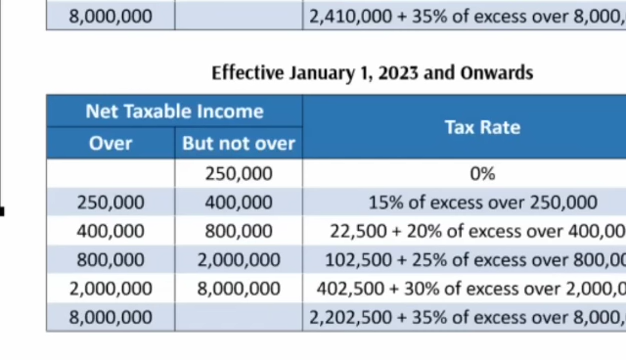 8,000,000 2,410,000 + 35% of excess over 8,000,
Effective January 1, 2023 and Onwards
Net Taxable Income Tax Rate
Over But not over
250,000 0%
250,000 400,000 15% of excess over 250,000
400,000 800,000 22,500 + 20% of excess over 400,00
800,000 2,000,000 102,500 + 25% of excess over 800,00
2,000,000 8,000,000 402,500 + 30% of excess over 2,000,0
8,000,000 2,202,500 + 35% of excess over 8,000,